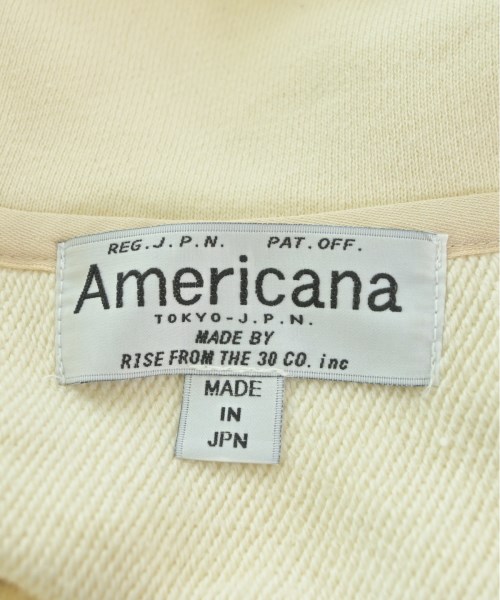 REG.J.P.N. PAT.OFF.
Americana
TOKYO-J.P.N.
MADE BY
RISE FROM THE 30 CO. inc
MADE
IN
JPN